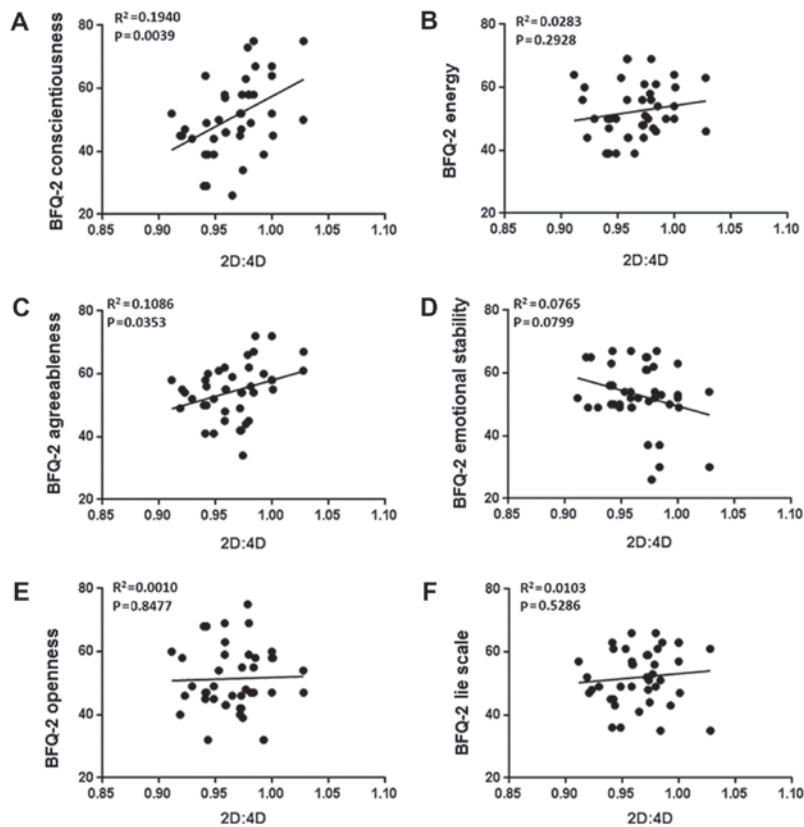 A
R²=0.1940
P=0.0039
BFQ-2 conscientiousness
80
60
40
20
0.85 0.90 0.95 1.00 1.05 1.10
2D:4D
B
R²=0.0283
P=0.2928
BFQ-2 energy
80
60
40
20
0.85 0.90 0.95 1.00 1.05 1.10
2D:4D
C
R²=0.1086
P=0.0353
BFQ-2 agreeableness
80
60
40
20
0.85 0.90 0.95 1.00 1.05 1.10
2D:4D
D
R²=0.0765
P=0.0799
BFQ-2 emotional stability
80
60
40
20
0.85 0.90 0.95 1.00 1.05 1.10
2D:4D
E
R²=0.0010
P=0.8477
BFQ-2 openness
80
60
40
20
0.85 0.90 0.95 1.00 1.05 1.10
2D:4D
F
R²=0.0103
P=0.5286
BFQ-2 lie scale
80
60
40
20
0.85 0.90 0.95 1.00 1.05 1.10
2D:4D